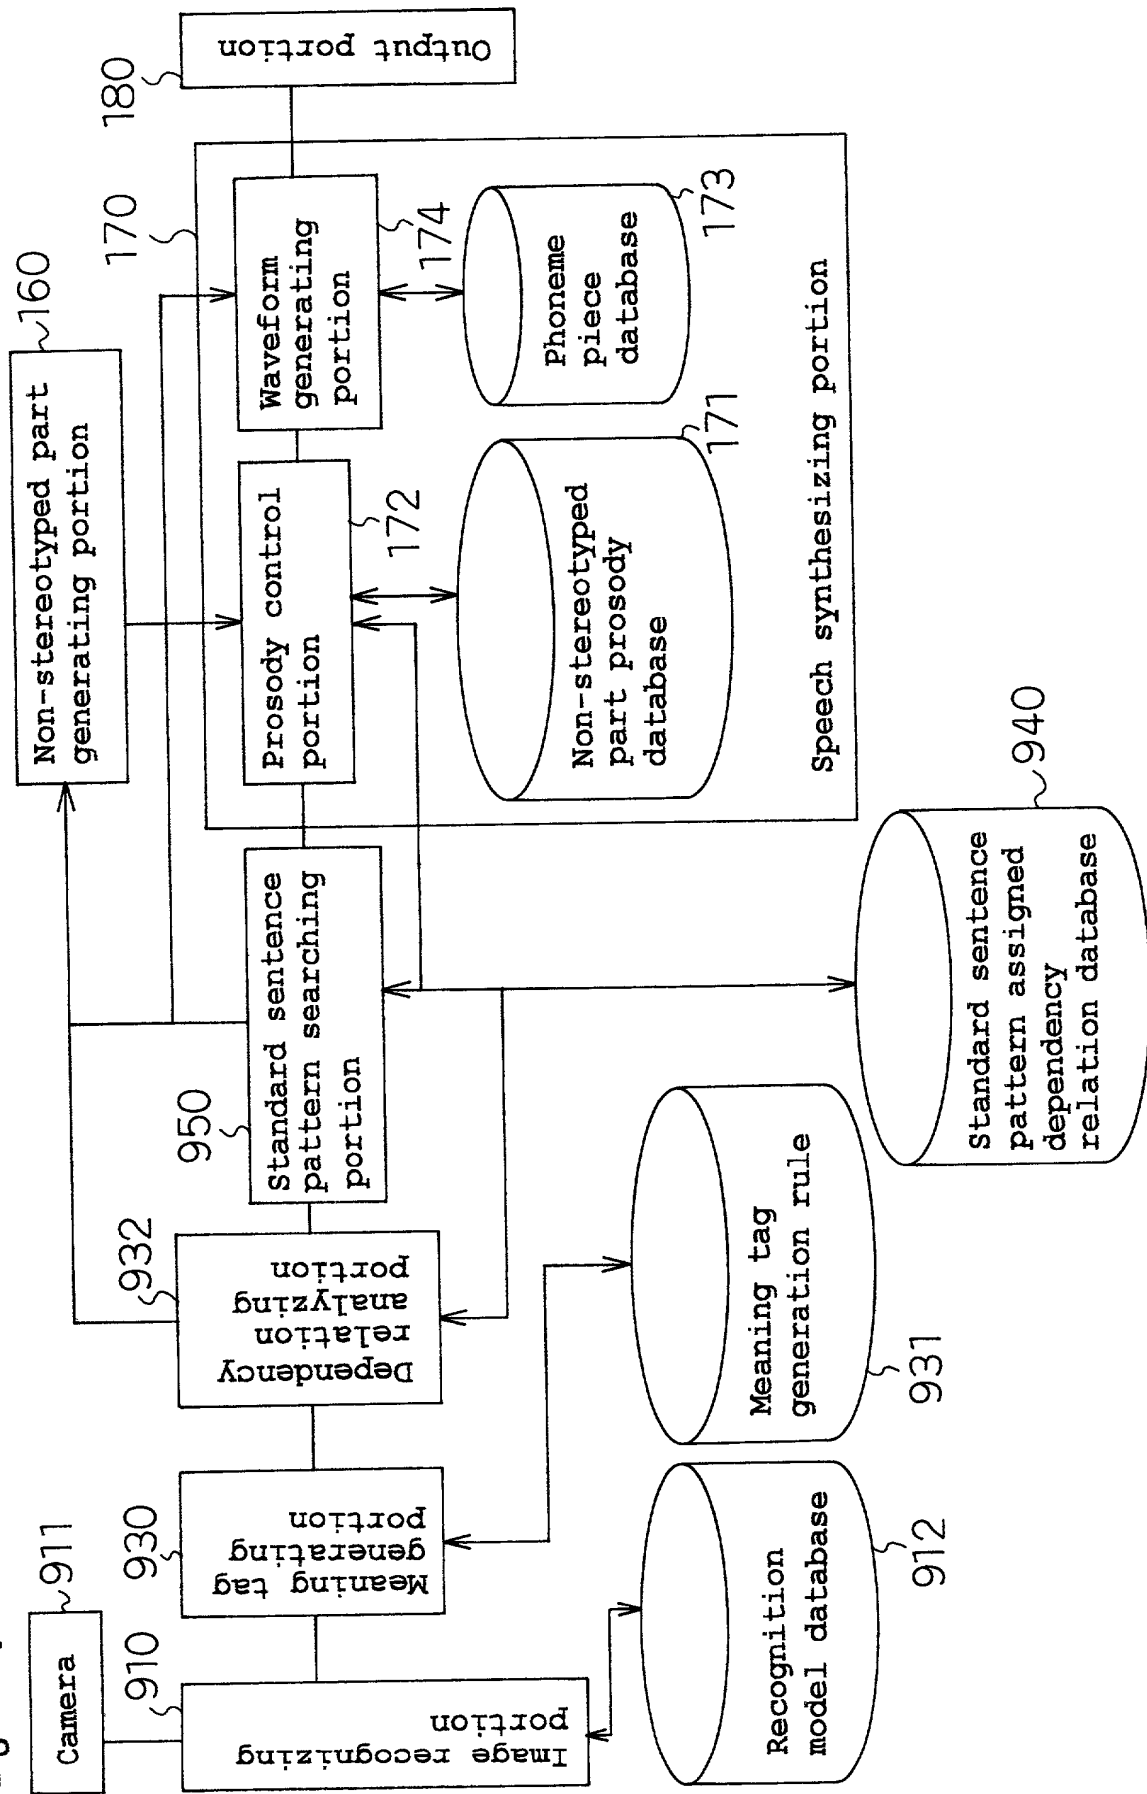 Camera
911
910
Image recognizing
portion
Recognition
model database
912
930
Meaning tag
generating
portion
Meaning tag
generation rule
931
932
Dependency
relation
analyzing
portion
950
Standard sentence
pattern searching
portion
Standard sentence
pattern assigned
dependency
relation database
940
Non-stereotyped part
generating portion
160
170
Prosody control
portion
172
Non-stereotyped
part prosody
database
171
Waveform
generating
portion
174
Phoneme
piece
database
173
Speech synthesizing portion
180
Output portion